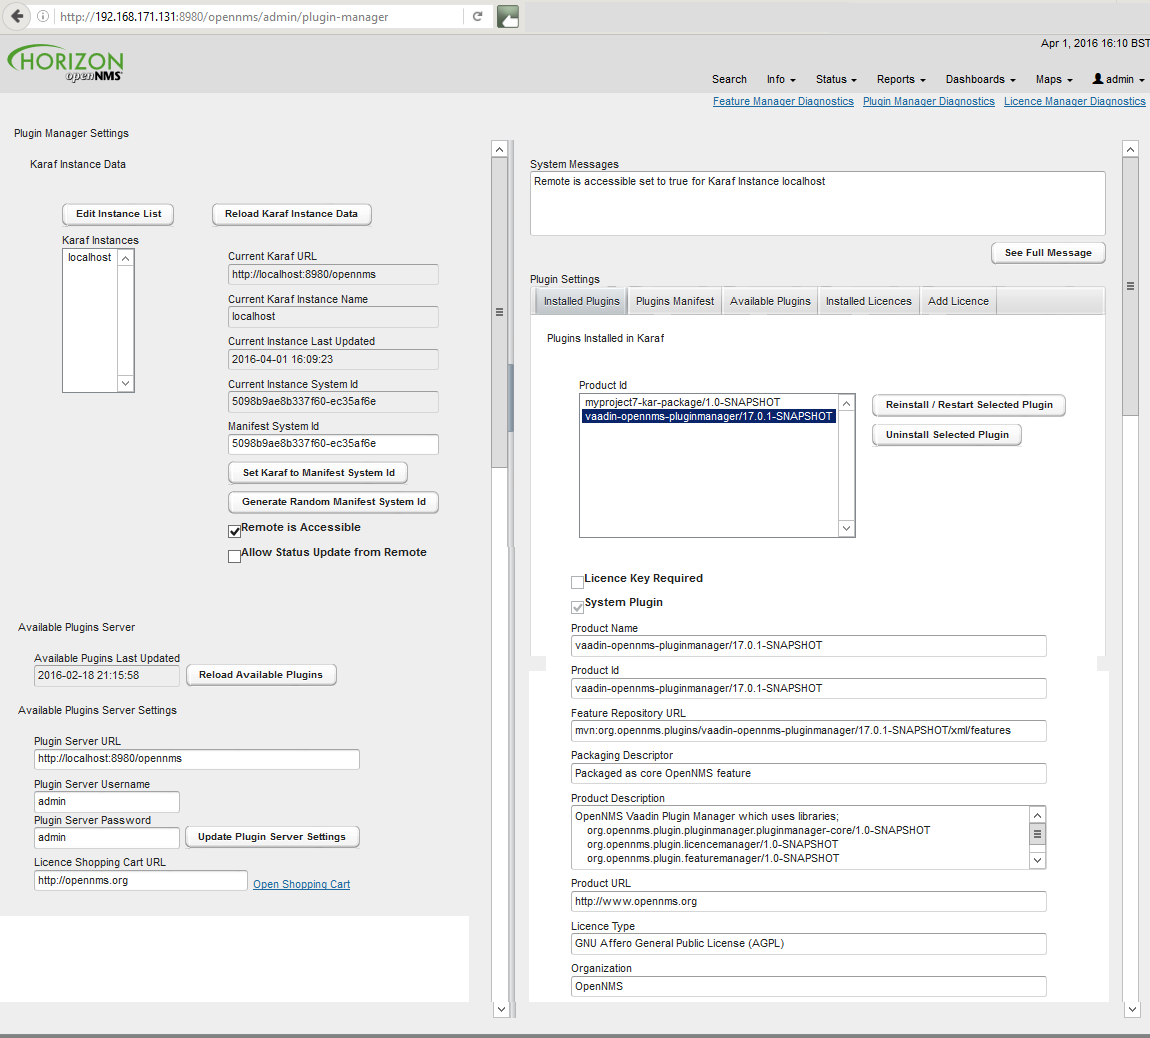 http://192.168.171.131:8980/opennms/admin/plugin-manager
HORIZON
openNMS
Apr 1, 2016 16:10 BST
Search Info Status Reports Dashboards Maps admin
Feature Manager Diagnostics Plugin Manager Diagnostics Licence Manager Diagnostics
Plugin Manager Settings
Karaf Instance Data
Edit Instance List
Reload Karaf Instance Data
Karaf Instances
localhost
Current Karaf URL
http://localhost:8980/opennms
Current Karaf Instance Name
localhost
Current Instance Last Updated
2016-04-01 16:09:23
Current Instance System Id
5098b9ae8b337f60-ec35af6e
Manifest System Id
5098b9ae8b337f60-ec35af6e
Set Karaf to Manifest System Id
Generate Random Manifest System Id
Remote is Accessible
Allow Status Update from Remote
Available Plugins Server
Available Pugins Last Updated
2016-02-18 21:15:58
Reload Available Plugins
Available Plugins Server Settings
Plugin Server URL
http://localhost:8980/opennms
Plugin Server Username
admin
Plugin Server Password
admin
Update Plugin Server Settings
Licence Shopping Cart URL
http://opennms.org
Open Shopping Cart
System Messages
Remote is accessible set to true for Karaf Instance localhost
See Full Message
Plugin Settings
Installed Plugins Plugins Manifest Available Plugins Installed Licences Add Licence
Plugins Installed in Karaf
Product Id
myproject7-kar-package/1.0-SNAPSHOT
vaadin-opennms-pluginmanager/17.0.1-SNAPSHOT
Reinstall / Restart Selected Plugin
Uninstall Selected Plugin
Licence Key Required
System Plugin
Product Name
vaadin-opennms-pluginmanager/17.0.1-SNAPSHOT
Product Id
vaadin-opennms-pluginmanager/17.0.1-SNAPSHOT
Feature Repository URL
mvn:org.opennms.plugins/vaadin-opennms-pluginmanager/17.0.1-SNAPSHOT/xml/features
Packaging Descriptor
Packaged as core OpenNMS feature
Product Description
OpenNMS Vaadin Plugin Manager which uses libraries;
org.opennms.plugin.pluginmanager.pluginmanager-core/1.0-SNAPSHOT
org.opennms.plugin.licencemanager/1.0-SNAPSHOT
org.opennms.plugin.featuremanager/1.0-SNAPSHOT
Product URL
http://www.opennms.org
Licence Type
GNU Affero General Public License (AGPL)
Organization
OpenNMS